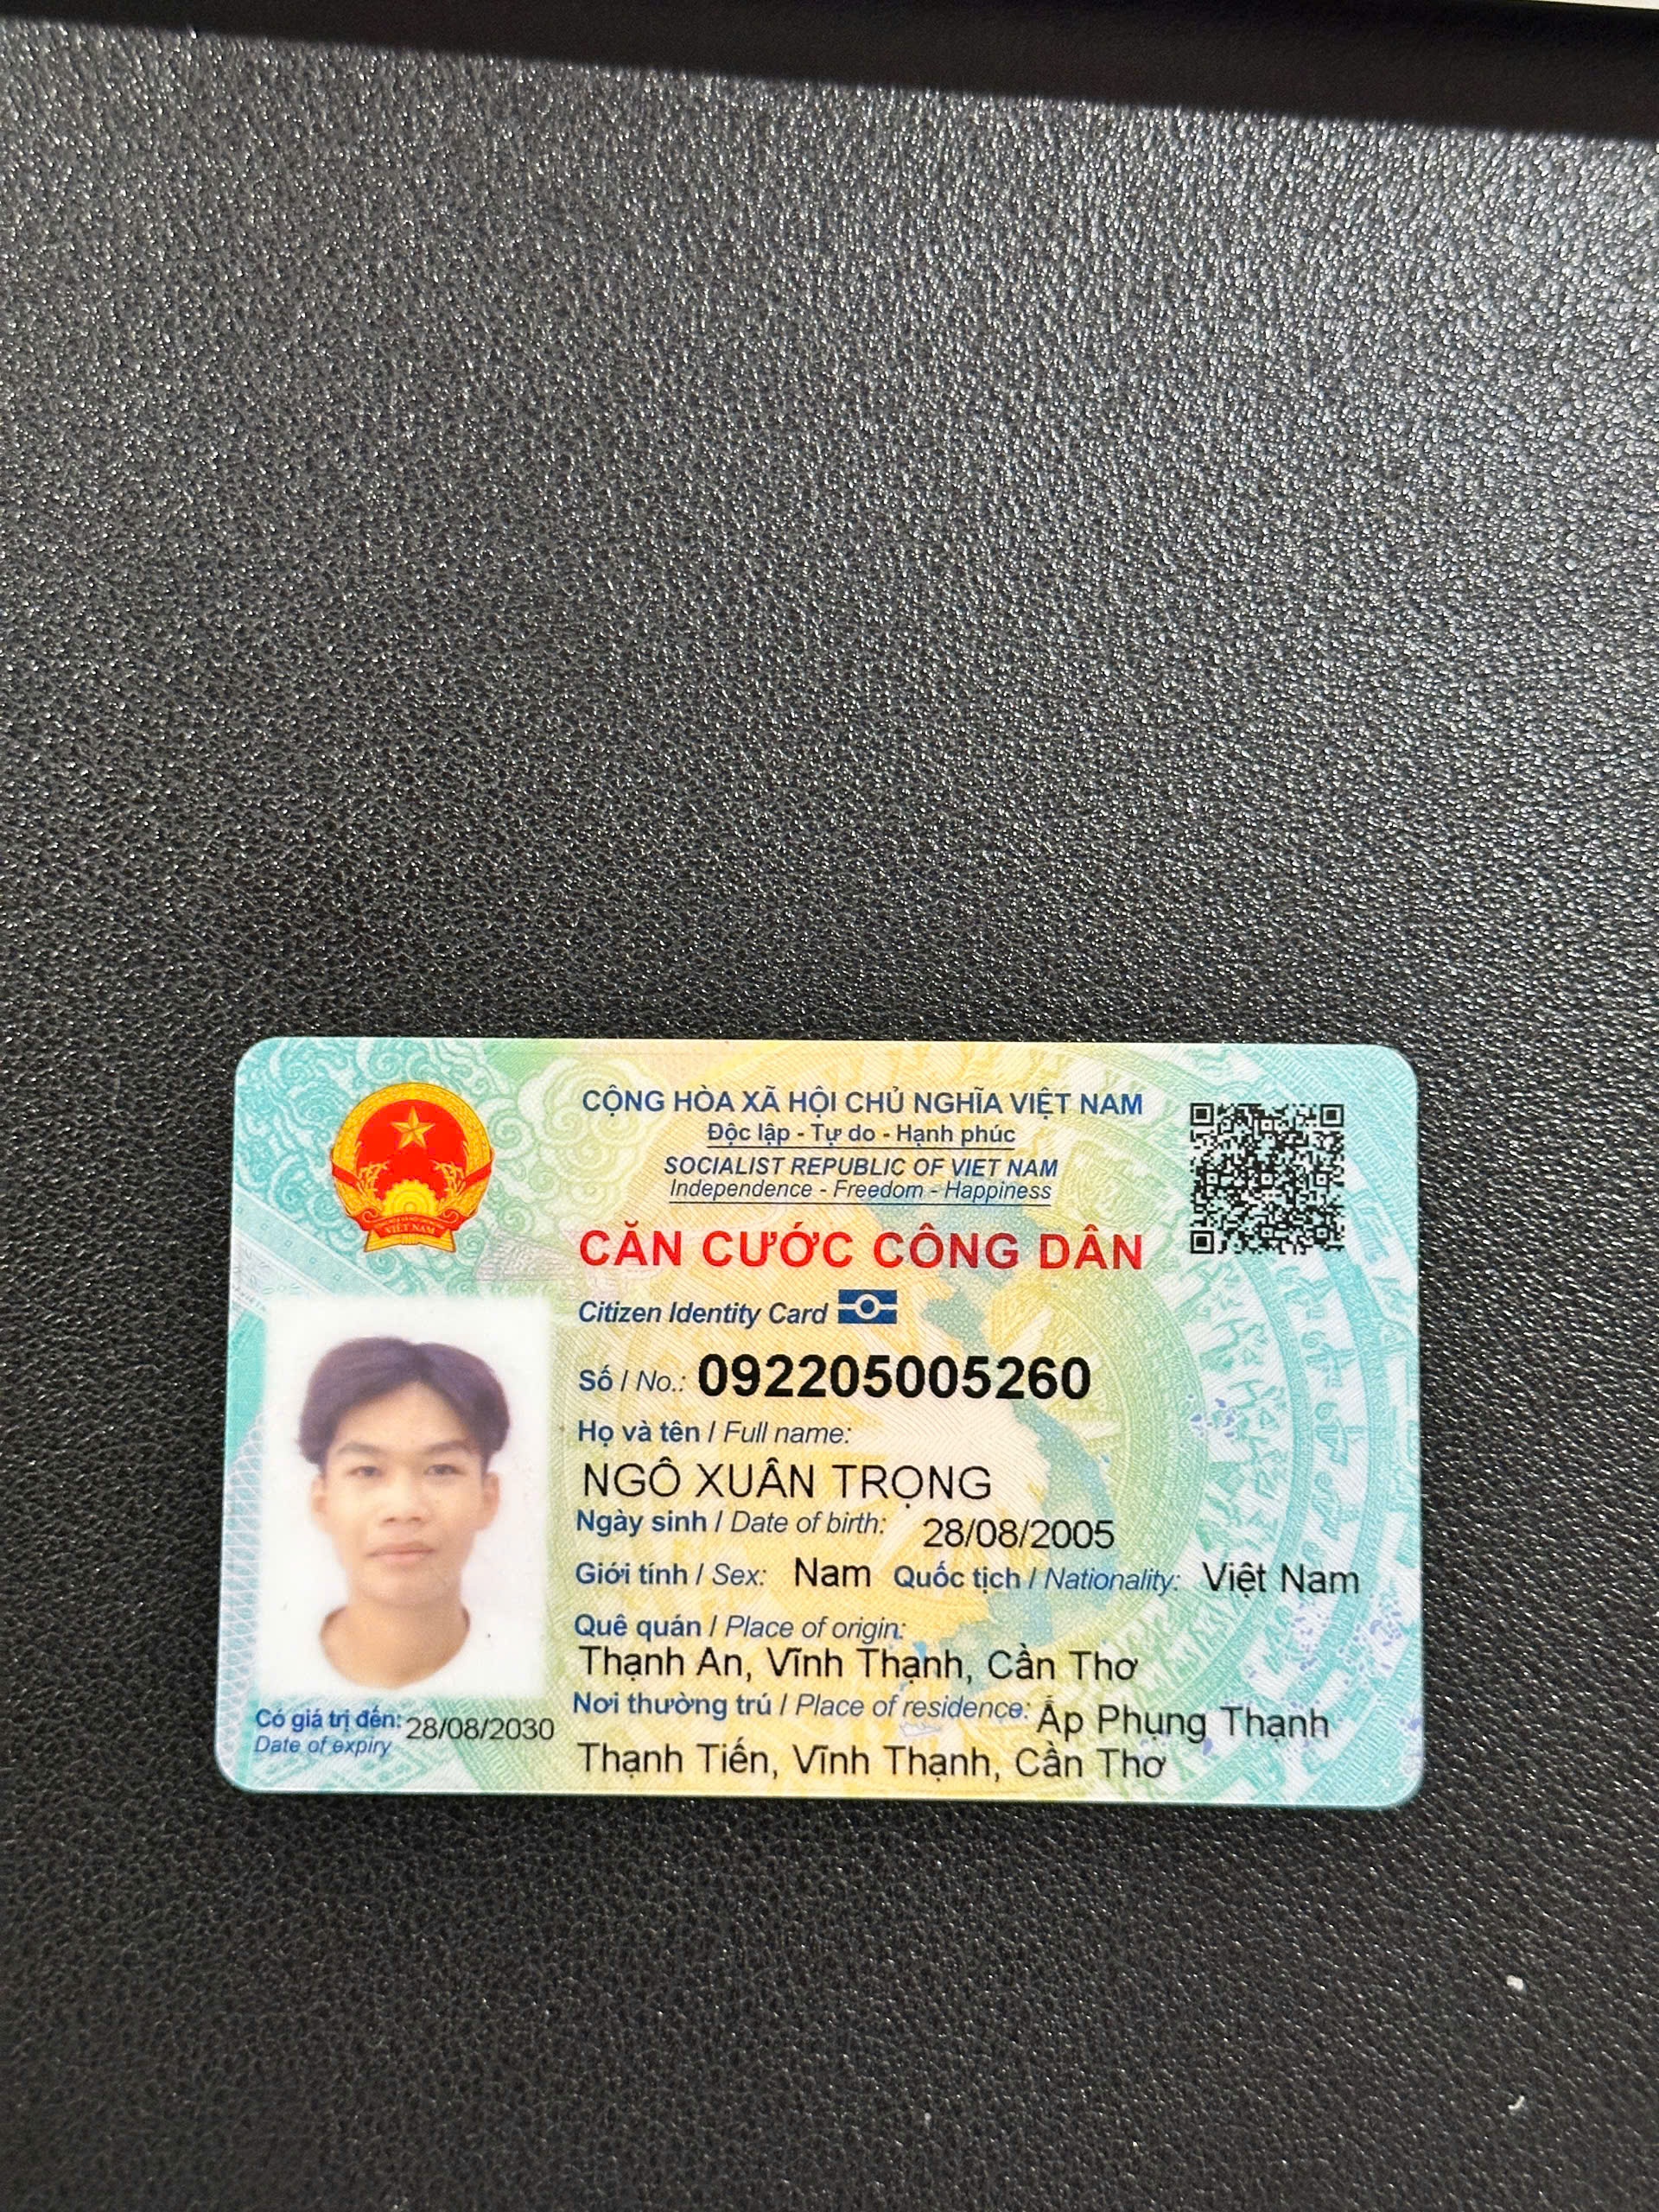 CỘNG HÒA XÃ HỘI CHỦ NGHĨA VIỆT NAM
Độc lập - Tự do - Hạnh phúc
SOCIALIST REPUBLIC OF VIET NAM
Independence - Freedom - Happiness
CĂN CƯỚC CÔNG DÂN
Citizen Identity Card
Số / No.: 092205005260
Họ và tên / Full name:
NGÔ XUÂN TRỌNG
Ngày sinh / Date of birth: 28/08/2005
Giới tính / Sex: Nam Quốc tịch / Nationality: Việt Nam
Quê quán / Place of origin:
Thạnh An, Vĩnh Thạnh, Cần Thơ
Nơi thường trú / Place of residence: Ấp Phụng Thạnh
Thạnh Tiến, Vĩnh Thạnh, Cần Thơ
Có giá trị đến: 28/08/2030
Date of expiry
VIỆT NAM